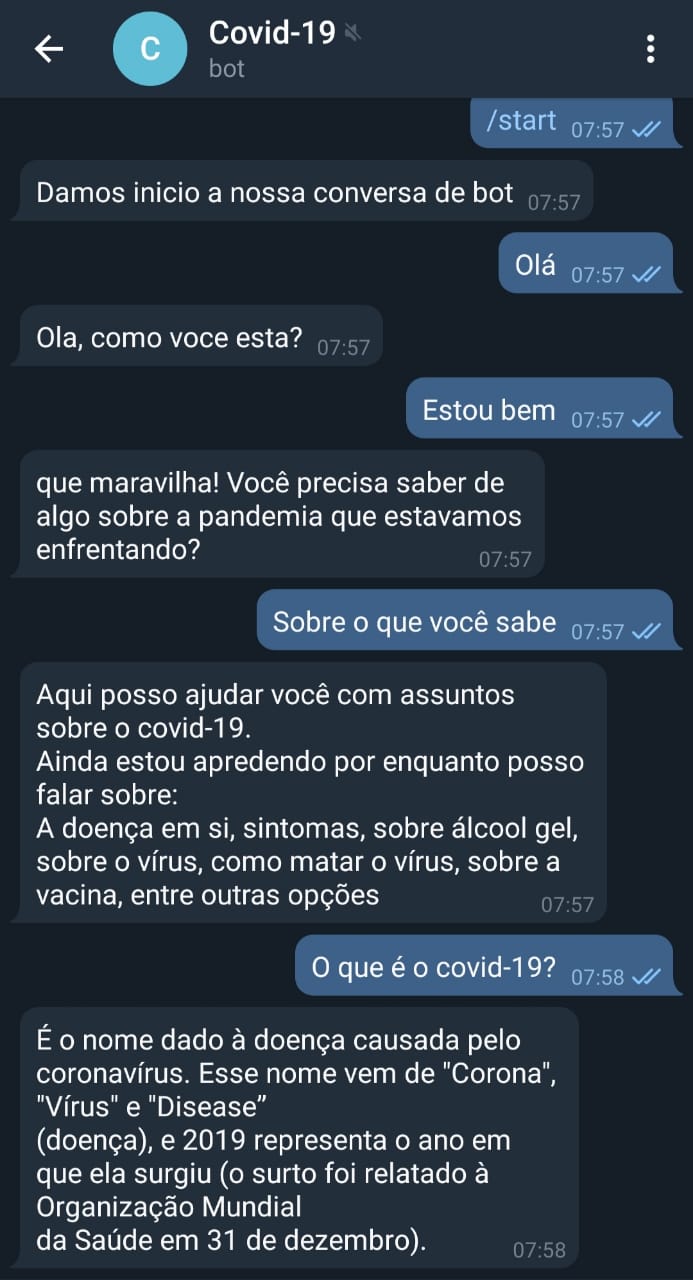 Covid-19
C
bot
/start 07:57
Damos inicio a nossa conversa de bot 07:57
Olá 07:57
Ola, como voce esta? 07:57
Estou bem 07:57
que maravilha! Você precisa saber de
algo sobre a pandemia que estavamos
enfrentando? 07:57
Sobre o que você sabe 07:57
Aqui posso ajudar você com assuntos
sobre o covid-19.
Ainda estou apredendo por enquanto posso
falar sobre:
A doença em si, sintomas, sobre álcool gel,
sobre o vírus, como matar o vírus, sobre a
vacina, entre outras opções 07:57
O que é o covid-19? 07:58
É o nome dado à doença causada pelo
coronavírus. Esse nome vem de "Corona",
"Vírus" e "Disease”
(doença), e 2019 representa o ano em
que ela surgiu (o surto foi relatado à
Organização Mundial
da Saúde em 31 de dezembro). 07:58